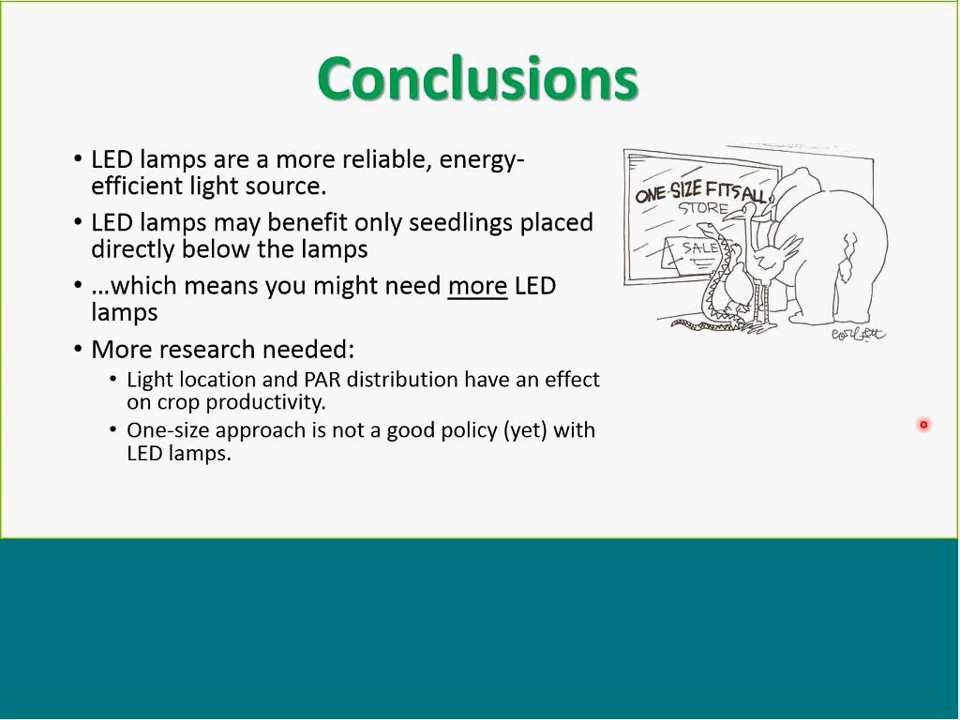 Conclusions
• LED lamps are a more reliable, energy-
efficient light source.
• LED lamps may benefit only seedlings placed
directly below the lamps
• ...which means you might need more LED
lamps
• More research needed:
• Light location and PAR distribution have an effect
on crop productivity.
• One-size approach is not a good policy (yet) with
LED lamps.
ONE-SIZE FITS ALL
STORE
SALE